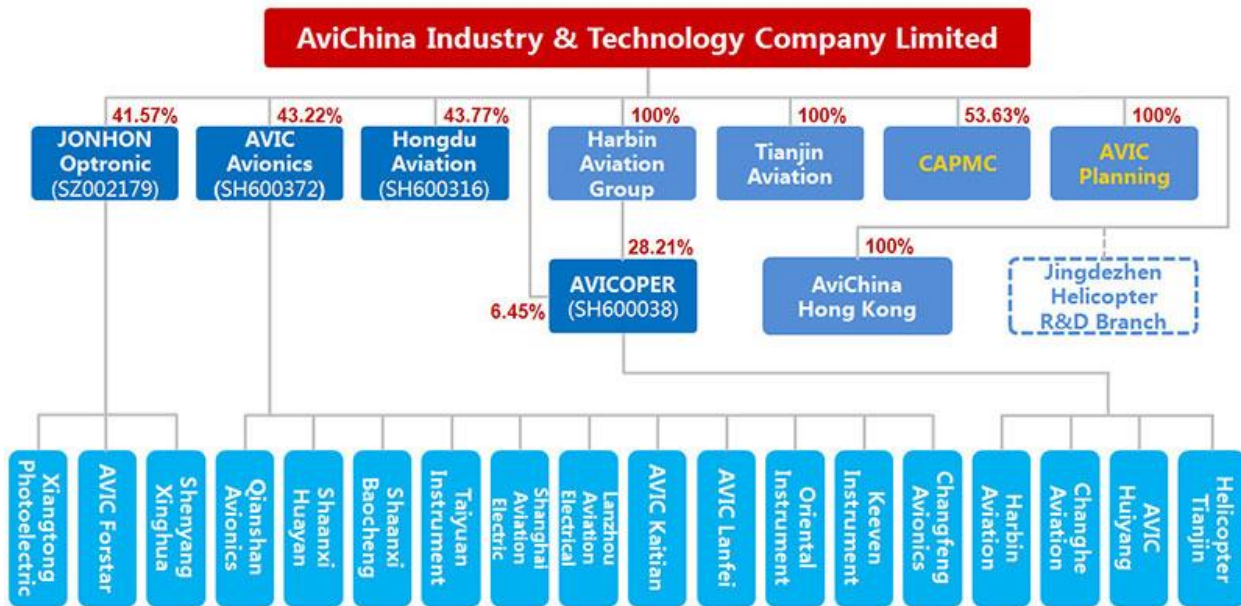 AviChina Industry & Technology Company Limited
41.57%
43.22%
43.77%
100%
100%
53.63%
100%
JONHON
Optronic
(SZ002179)
AVIC
Avionics
(SH600372)
Hongdu
Aviation
(SH600316)
Harbin
Aviation
Group
Tianjin
Aviation
CAPMC
AVIC
Planning
28.21%
100%
6.45%
AVICOPER
(SH600038)
AviChina
Hong Kong
Jingdezhen
Helicopter
R&D Branch
Xiangtong
Photoelectric
AVIC Forstar
Shenyang
Xinghua
Qianshan
Avionics
Shaanxi
Huayan
Shaanxi
Baocheng
Taiyuan
Instrument
Shanghai
Aviation
Electric
Lanzhou
Aviation
Electrical
AVIC Kaitian
AVIC Lanfei
Oriental
Instrument
Keeven
Instrument
Changfeng
Avionics
Harbin
Aviation
Changhe
Aviation
AVIC
Huiyang
Helicopter
Tianjin